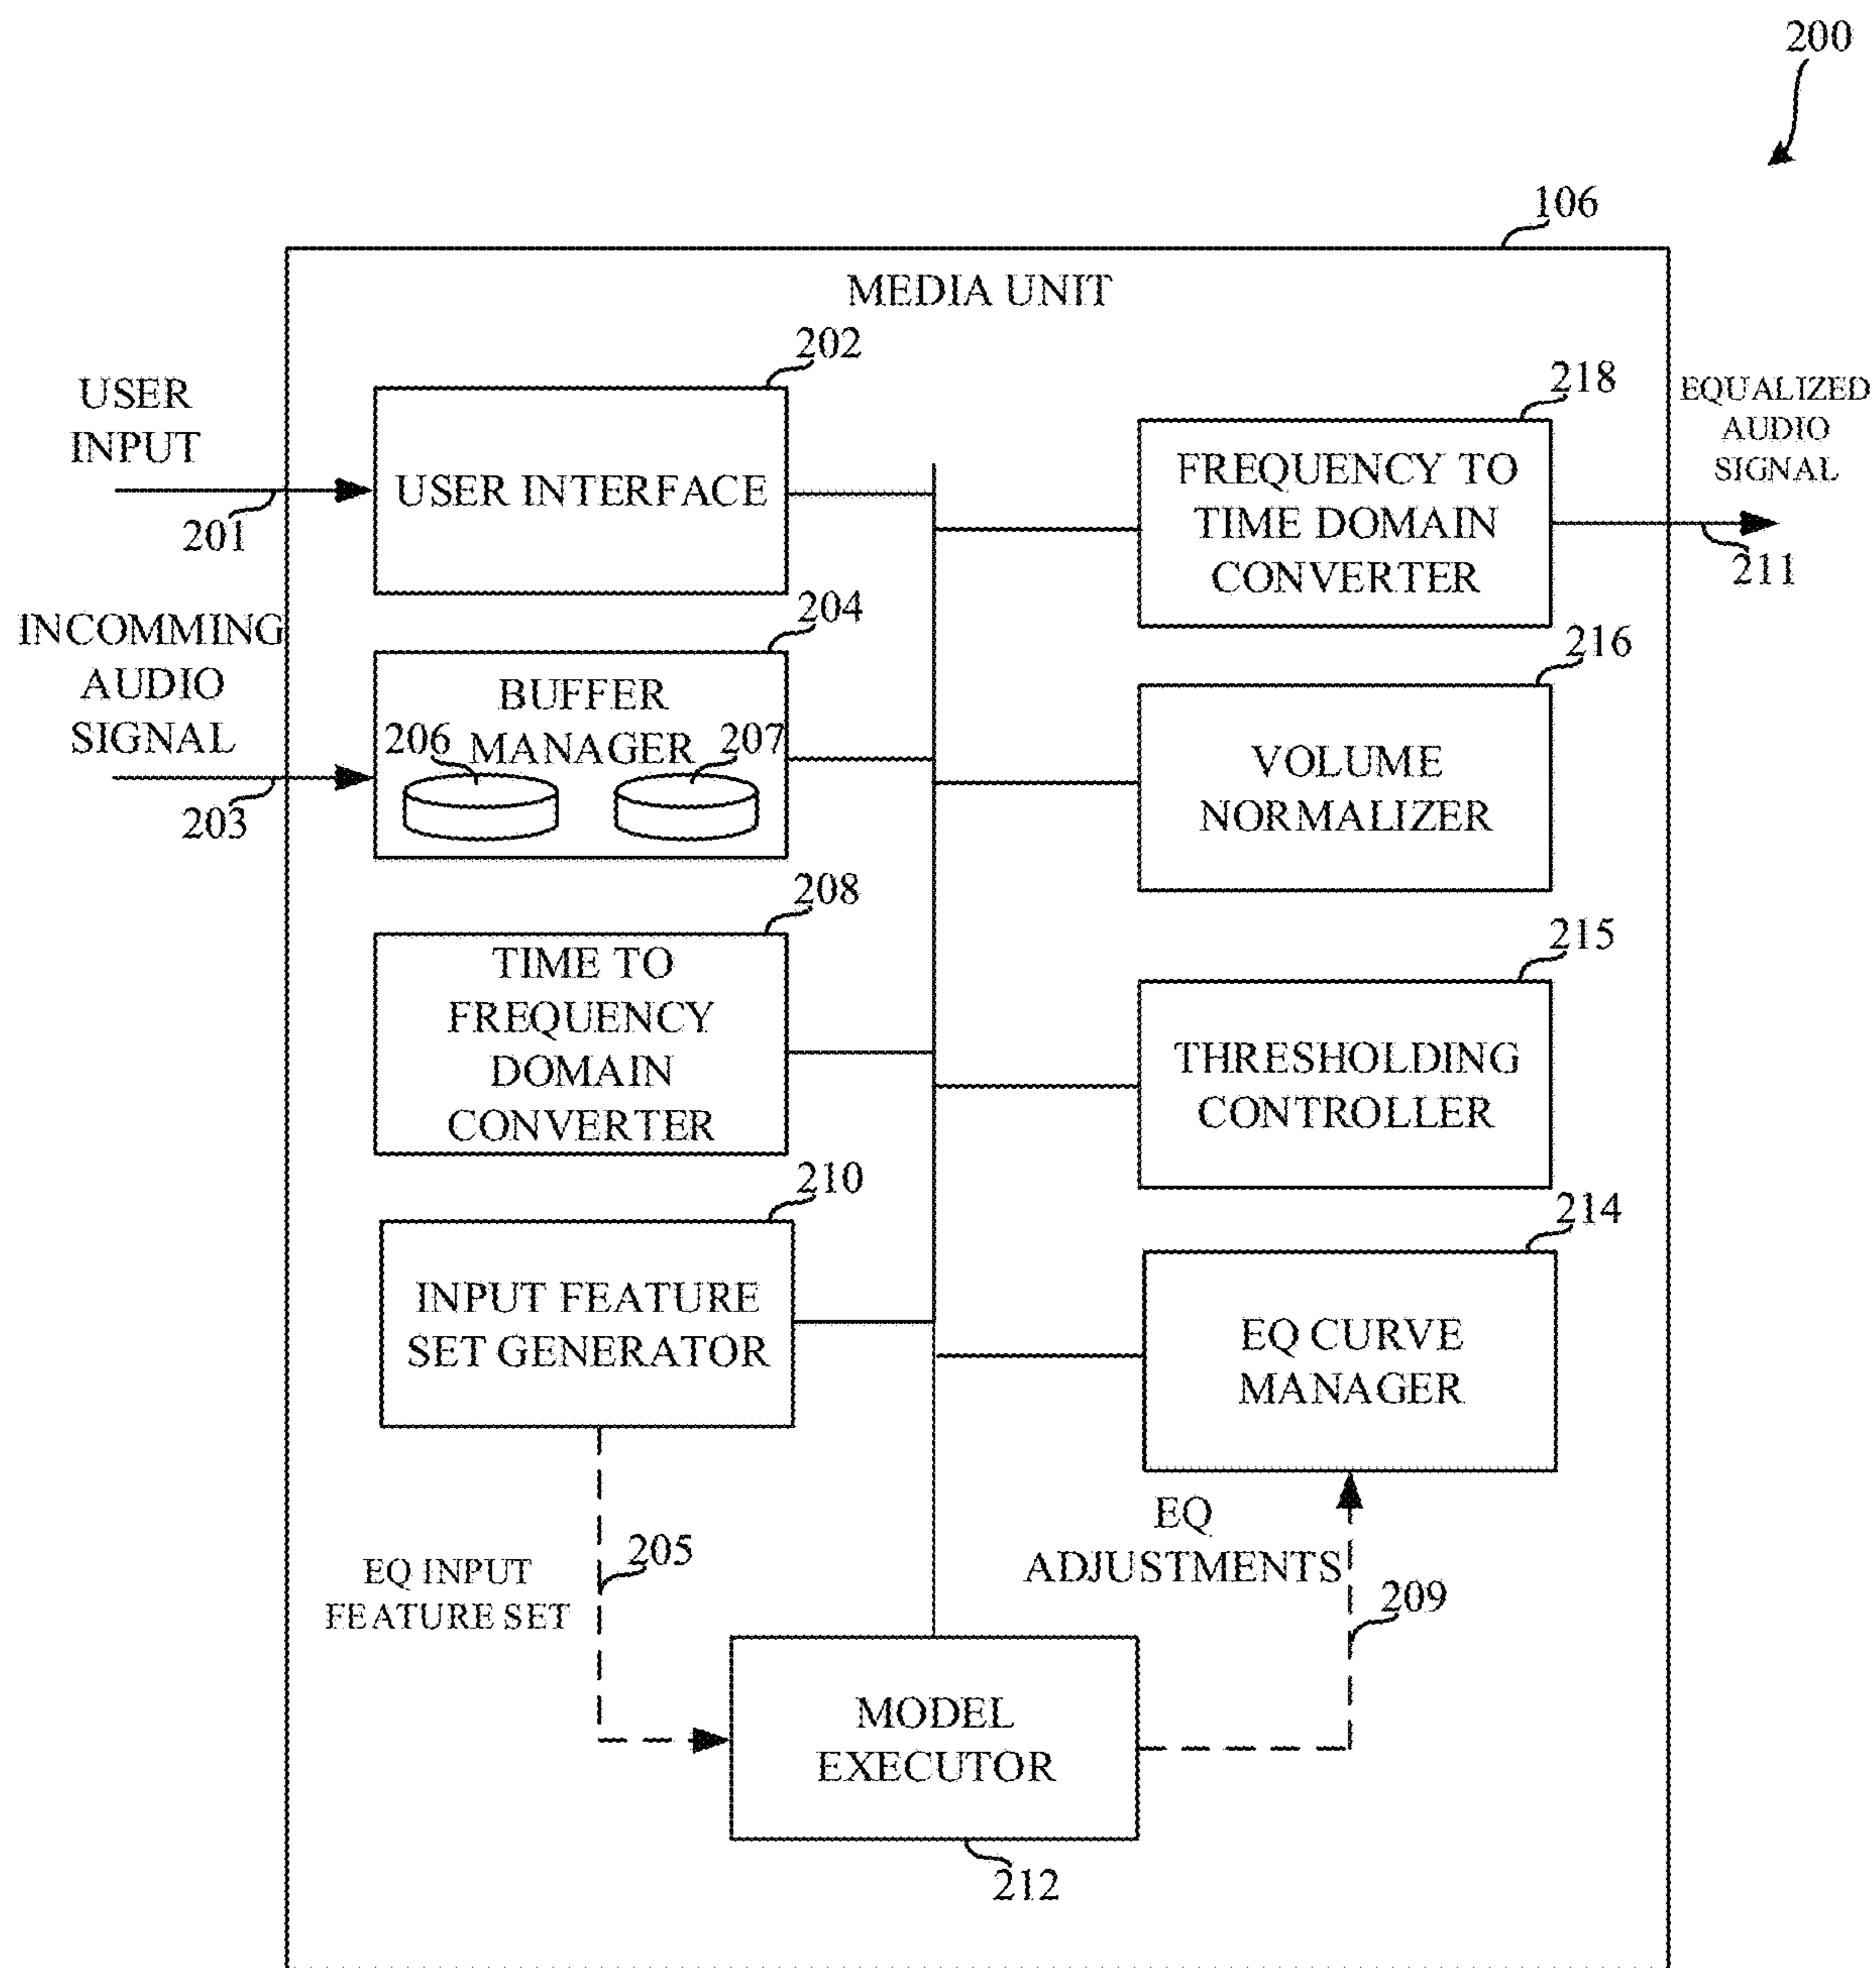 200
106
MEDIA UNIT
202
USER
INPUT
201
USER INTERFACE
218
FREQUENCY TO
TIME DOMAIN
CONVERTER
EQUALIZED
AUDIO
SIGNAL
211
INCOMMING
AUDIO
SIGNAL
203
204
BUFFER
MANAGER
206
207
216
VOLUME
NORMALIZER
208
TIME TO
FREQUENCY
DOMAIN
CONVERTER
215
THRESHOLDING
CONTROLLER
210
INPUT FEATURE
SET GENERATOR
214
EQ CURVE
MANAGER
205
EQ INPUT
FEATURE SET
EQ
ADJUSTMENTS
209
MODEL
EXECUTOR
212